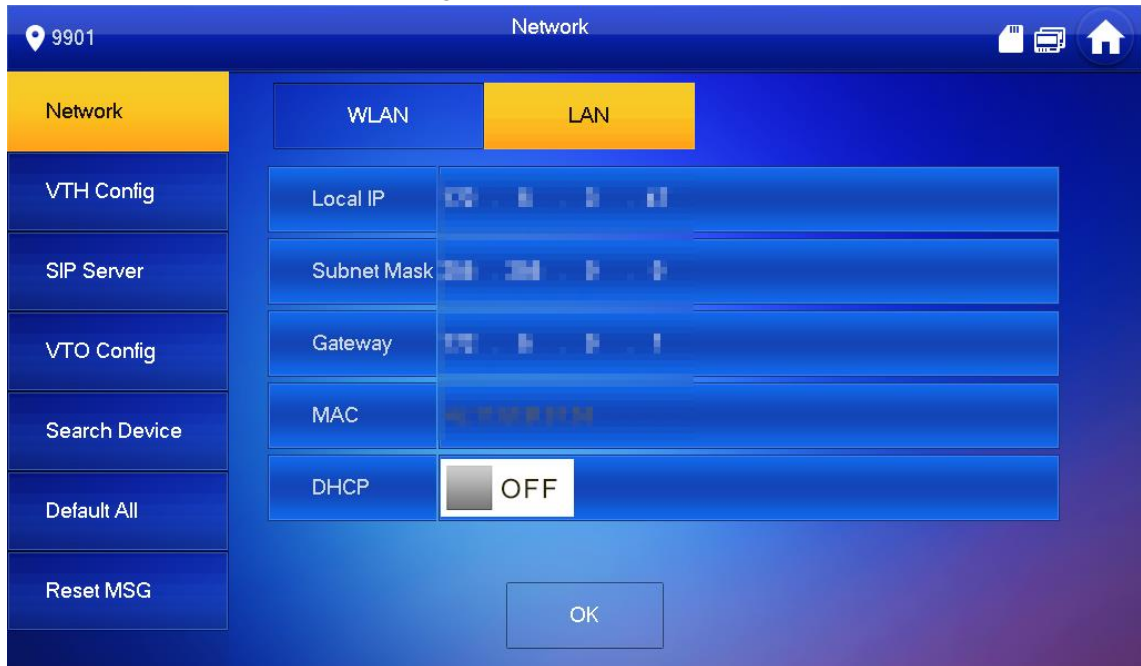 9901
Network
Network
VTH Config
SIP Server
VTO Config
Search Device
Default All
Reset MSG
WLAN
LAN
Local IP
Subnet Mask
Gateway
MAC
DHCP
OFF
OK